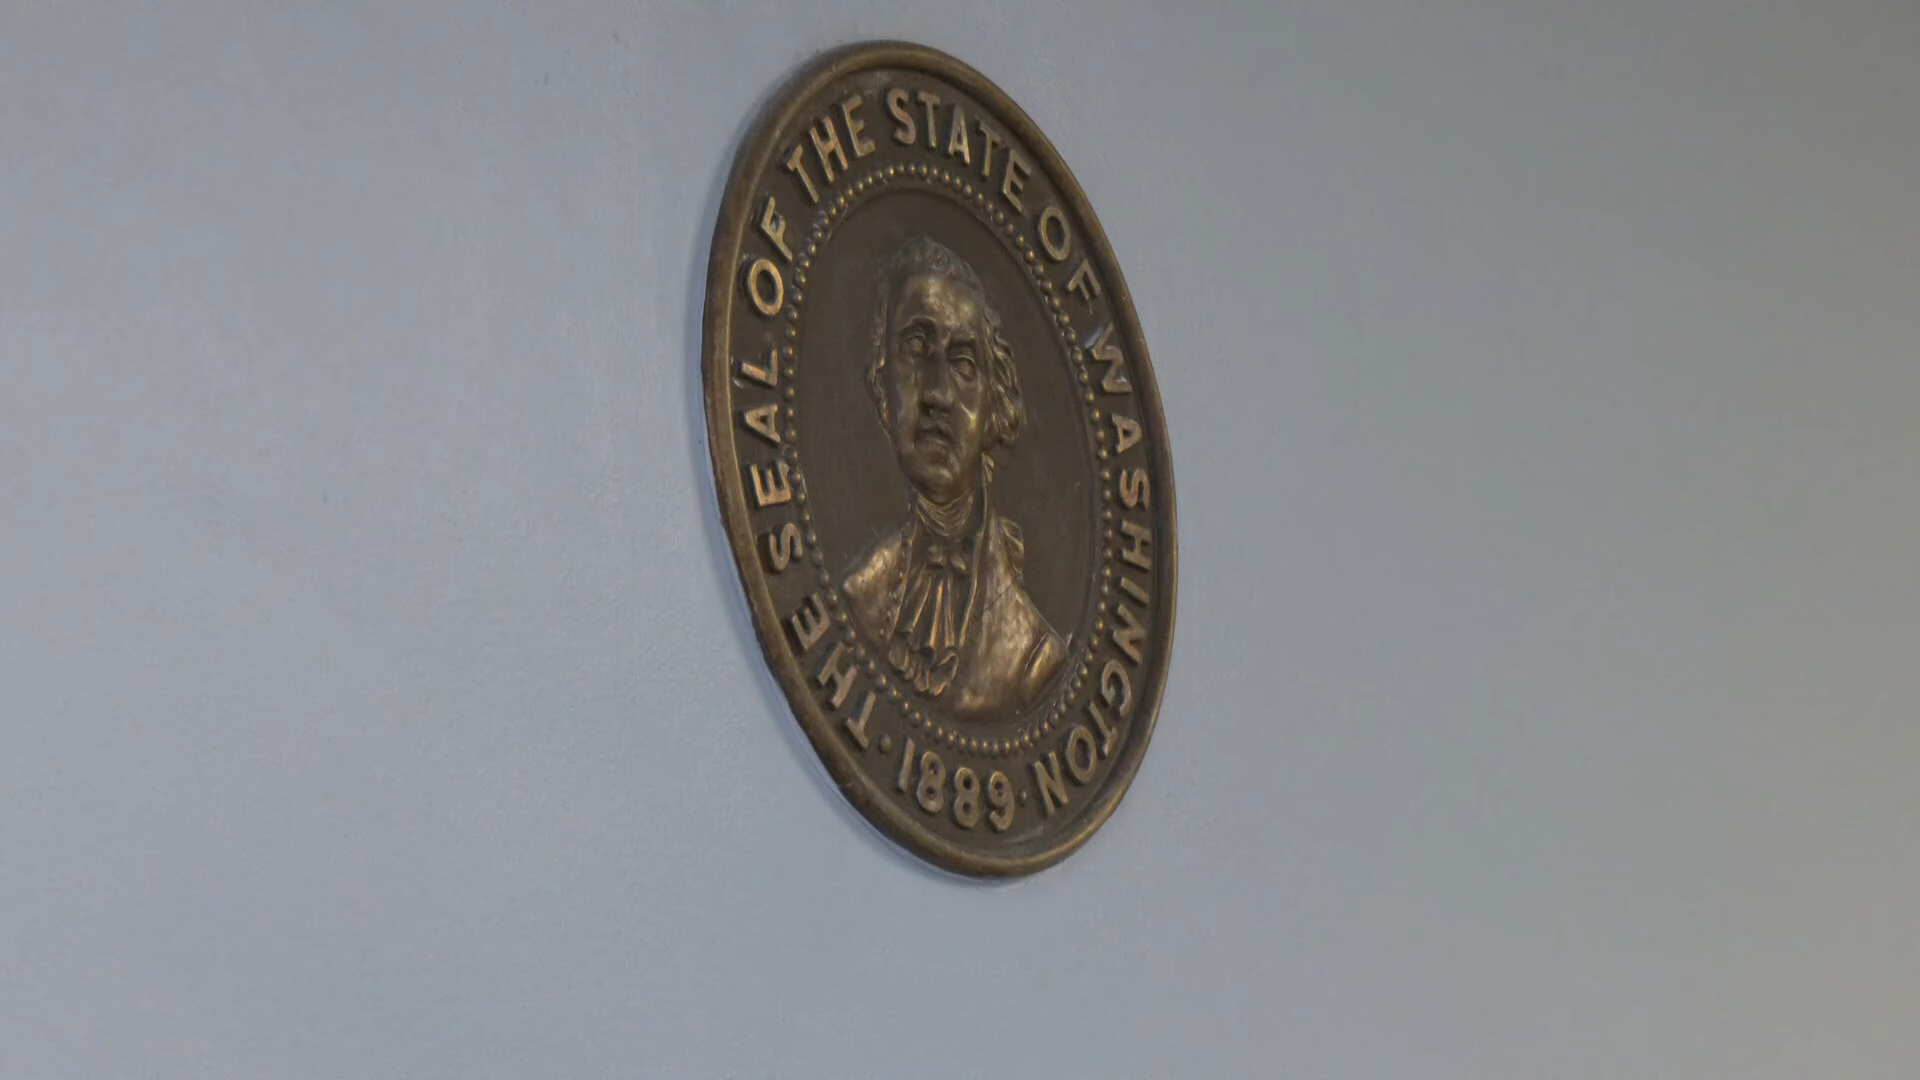 THE SEAL OF THE STATE OF WASHINGTON
· 1889 ·